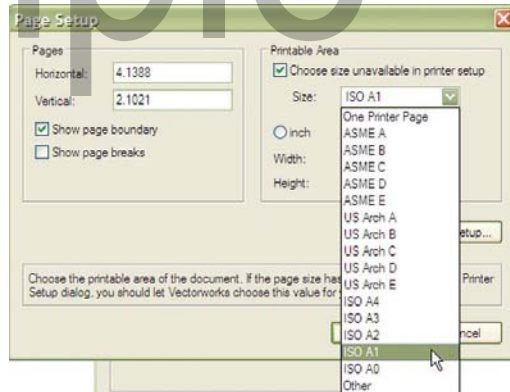 Page Setup
Pages
Horizontal: 4.1388
Vertical: 2.1021
Show page boundary
Show page breaks
Printable Area
Choose size unavailable in printer setup
Size: ISO A1
inch
Width:
Height:
One Printer Page
ASME A
ASME B
ASME C
ASME D
ASME E
US Arch A
US Arch B
US Arch C
US Arch D
US Arch E
ISO A4
ISO A3
ISO A2
ISO A1
ISO A0
Other
etup...
Choose the printable area of the document. If the page size has Printer
Setup dialog, you should let Vectorworks choose this value for
ncel